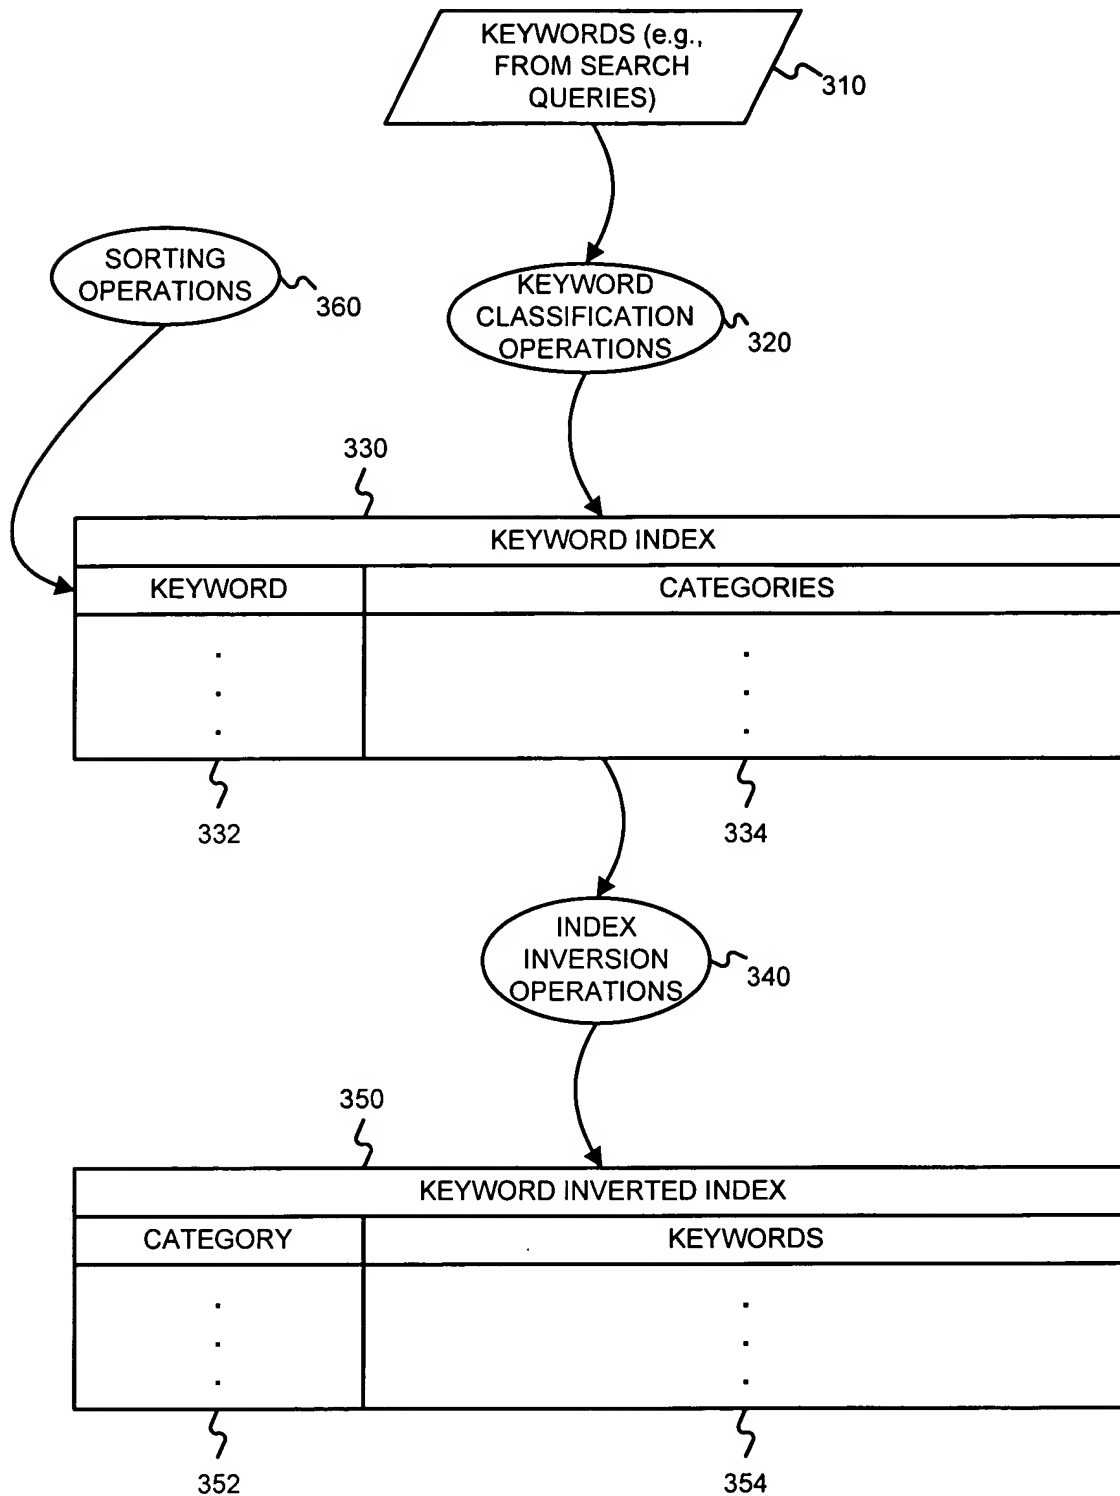 KEYWORDS (e.g.,
FROM SEARCH
QUERIES)
310
SORTING
OPERATIONS
360
KEYWORD
CLASSIFICATION
OPERATIONS
320
330
KEYWORD INDEX
KEYWORD
CATEGORIES
332
334
INDEX
INVERSION
OPERATIONS
340
350
KEYWORD INVERTED INDEX
CATEGORY
KEYWORDS
352
354